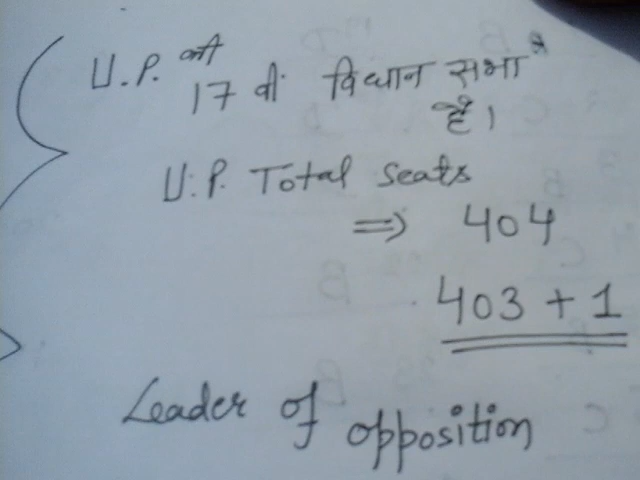 U.P. की
17 वीं विधान सभा
है।
U.P. Total Seats
=> 404
403 + 1
Leader of opposition